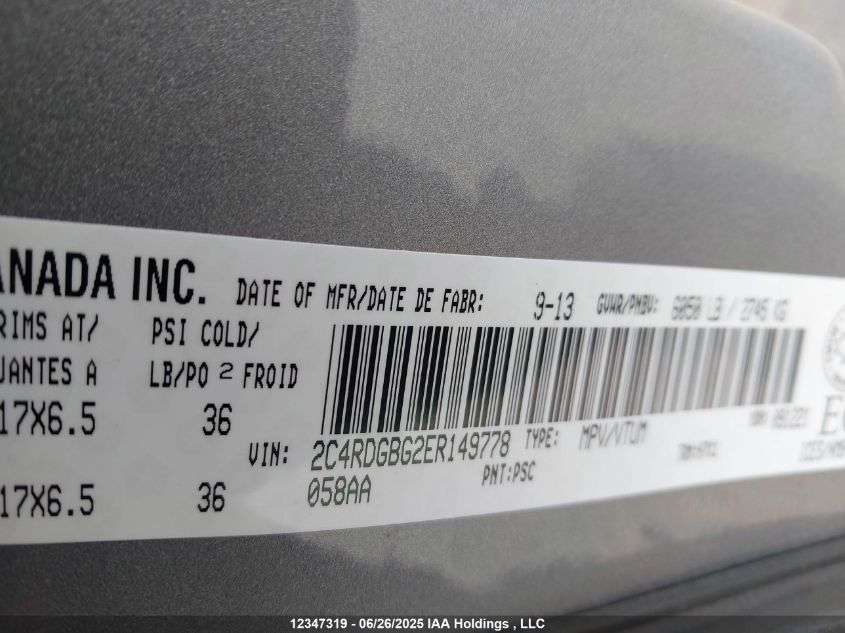 ANADA INC. DATE OF MFR/DATE DE FABR: 9-13 GVWR/PNBV: 6050 LB / 2746 KG
RIMS AT/ PSI COLD/
JANTES A LB/PO 2 FROID
17X6.5 36
VIN: 2C4RDGBG2ER149778 TYPE: MPV/VTUM
17X6.5 36 058AA PNT:PSC
12347319 - 06/26/2025 IAA Holdings , LLC